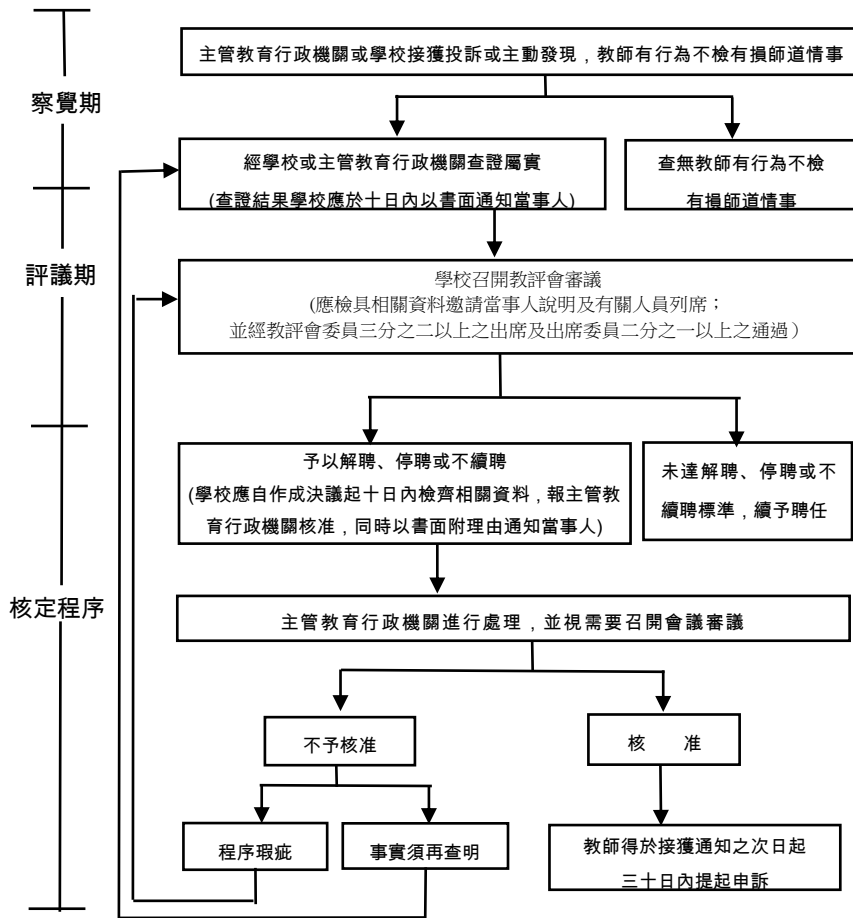 主管教育行政機關或學校接獲投訴或主動發現，教師有行為不檢有損師道情事
察覺期
經學校或主管教育行政機關查證屬實
(查證結果學校應於十日內以書面通知當事人)
查無教師有行為不檢
有損師道情事
評議期
學校召開教評會審議
(應檢具相關資料邀請當事人說明及有關人員列席；
並經教評會委員三分之二以上之出席及出席委員二分之一以上之通過）
予以解聘、停聘或不續聘
(學校應自作成決議起十日內檢齊相關資料，報主管教
育行政機關核准，同時以書面附理由通知當事人)
未達解聘、停聘或不
續聘標準，續予聘任
核定程序
主管教育行政機關進行處理，並視需要召開會議審議
不予核准
核　准
程序瑕疵
事實須再查明
教師得於接獲通知之次日起
三十日內提起申訴